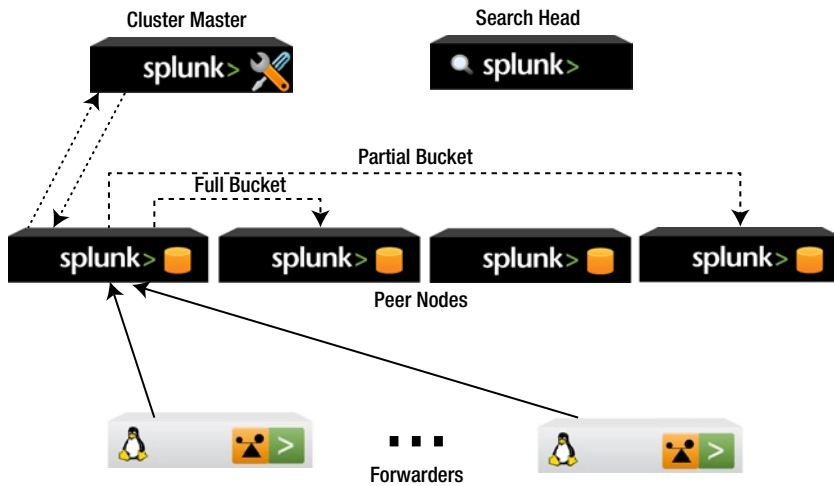 Cluster Master
Search Head
splunk>
splunk>
Partial Bucket
Full Bucket
splunk>
splunk>
splunk>
splunk>
Peer Nodes
>
>
...
Forwarders